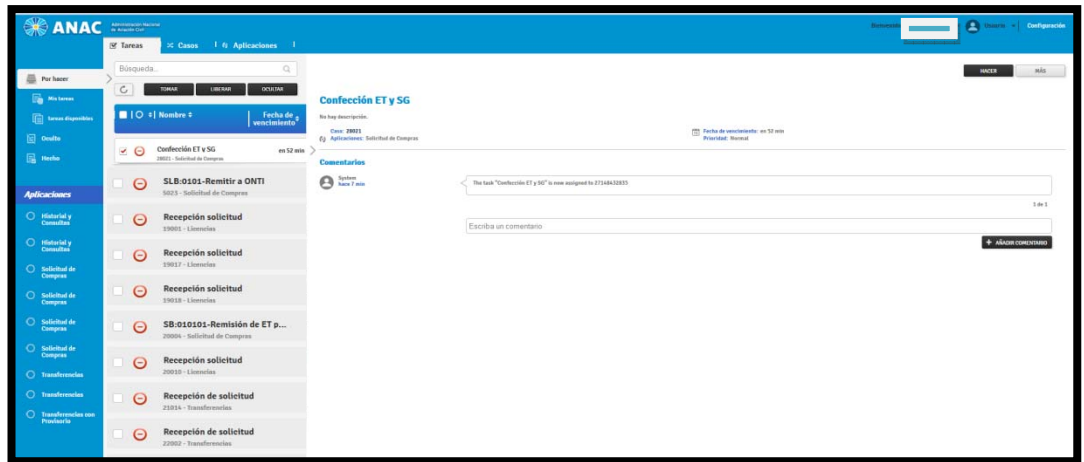 ANAC
Administración Nacional
de Aviación Civil
Bienvenido
Usuario
Configuración
Tareas
Casos
Aplicaciones
Por hacer
Mis tareas
tareas disponibles
Oculto
Hecho
Aplicaciones
Historial y
Consultas
Historial y
Consultas
Solicitud de
Compras
Solicitud de
Compras
Solicitud de
Compras
Solicitud de
Compras
Transferencias
Transferencias
Transferencias con
Provisorio
Búsqueda...
TOMAR LIBERAR OCULTAR
Nombre Fecha de
vencimiento
Confección ET y SG en 52 min
28021 - Solicitud de Compras
SLB:0101-Remitir a ONTI
5023 - Solicitud de Compras
Recepción solicitud
19001 - Licencias
Recepción solicitud
19017 - Licencias
Recepción solicitud
19018 - Licencias
SB:010101-Remisión de ET p...
20004 - Solicitud de Compras
Recepción solicitud
20010 - Licencias
Recepción de solicitud
21014 - Transferencias
Recepción de solicitud
22002 - Transferencias
HACER MÁS
Confección ET y SG
No hay descripción.
Caso: 28021
Aplicaciones: Solicitud de Compras
Fecha de vencimiento: en 52 min
Prioridad: Normal
Comentarios
System
hace 7 min
The task "Confección ET y SG" is now assigned to 27148432833
1 de 1
Escriba un comentario
+ AÑADIR COMENTARIO